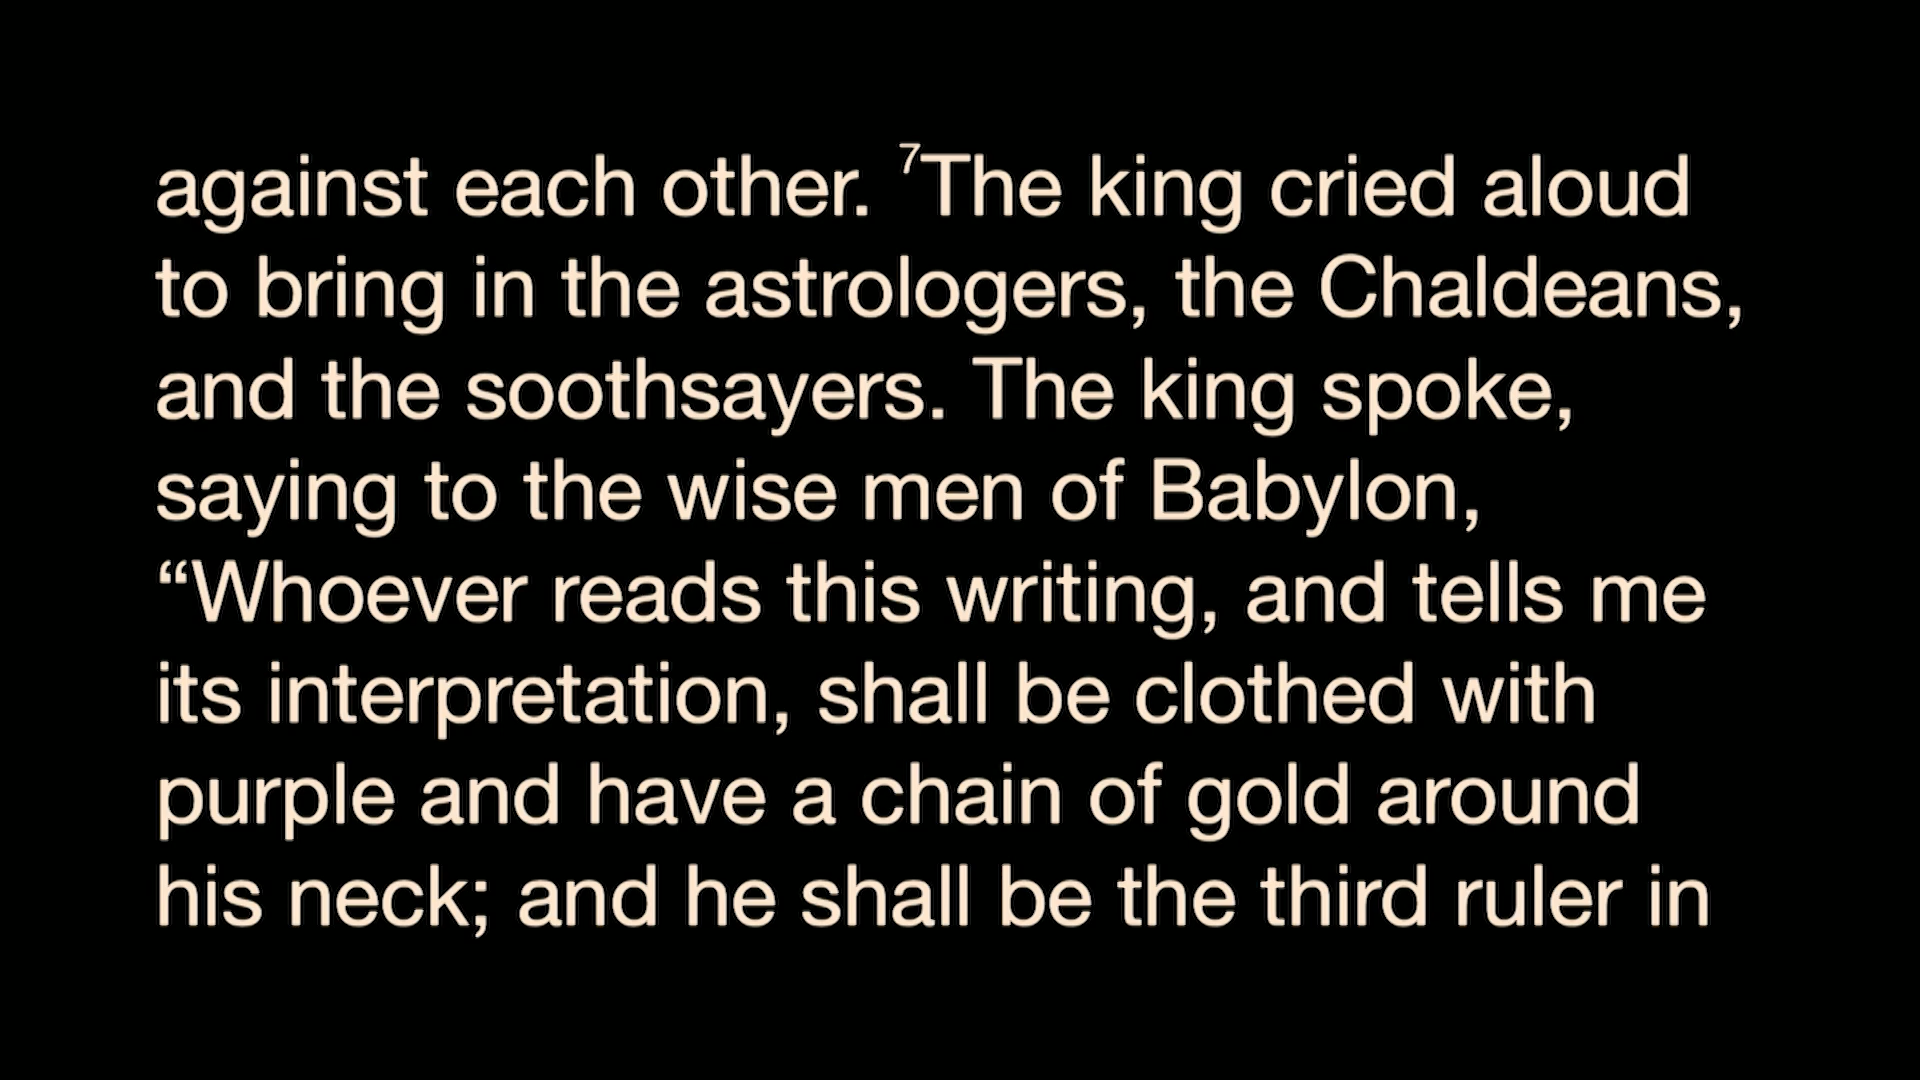 against each other. ⁷The king cried aloud
to bring in the astrologers, the Chaldeans,
and the soothsayers. The king spoke,
saying to the wise men of Babylon,
“Whoever reads this writing, and tells me
its interpretation, shall be clothed with
purple and have a chain of gold around
his neck; and he shall be the third ruler in